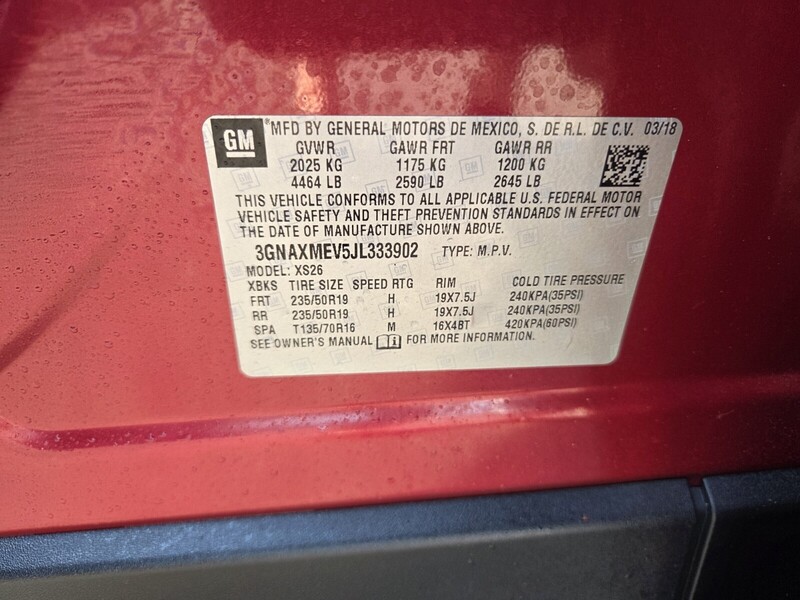 GM ®MFD BY GENERAL MOTORS DE MEXICO, S. DE R.L. DE C.V. 03/18
GVWR GAWR FRT GAWR RR
2025 KG 1175 KG 1200 KG
4464 LB 2590 LB 2645 LB
THIS VEHICLE CONFORMS TO ALL APPLICABLE U.S. FEDERAL MOTOR
VEHICLE SAFETY AND THEFT PREVENTION STANDARDS IN EFFECT ON
THE DATE OF MANUFACTURE SHOWN ABOVE.
3GNAXMEV5JL333902 TYPE: M.P.V.
MODEL: XS26
XBKS TIRE SIZE SPEED RTG RIM COLD TIRE PRESSURE
FRT 235/50R19 H 19X7.5J 240KPA(35PSI)
RR 235/50R19 H 19X7.5J 240KPA(35PSI)
SPA T135/70R16 M 16X4BT 420KPA(60PSI)
SEE OWNER'S MANUAL FOR MORE INFORMATION.